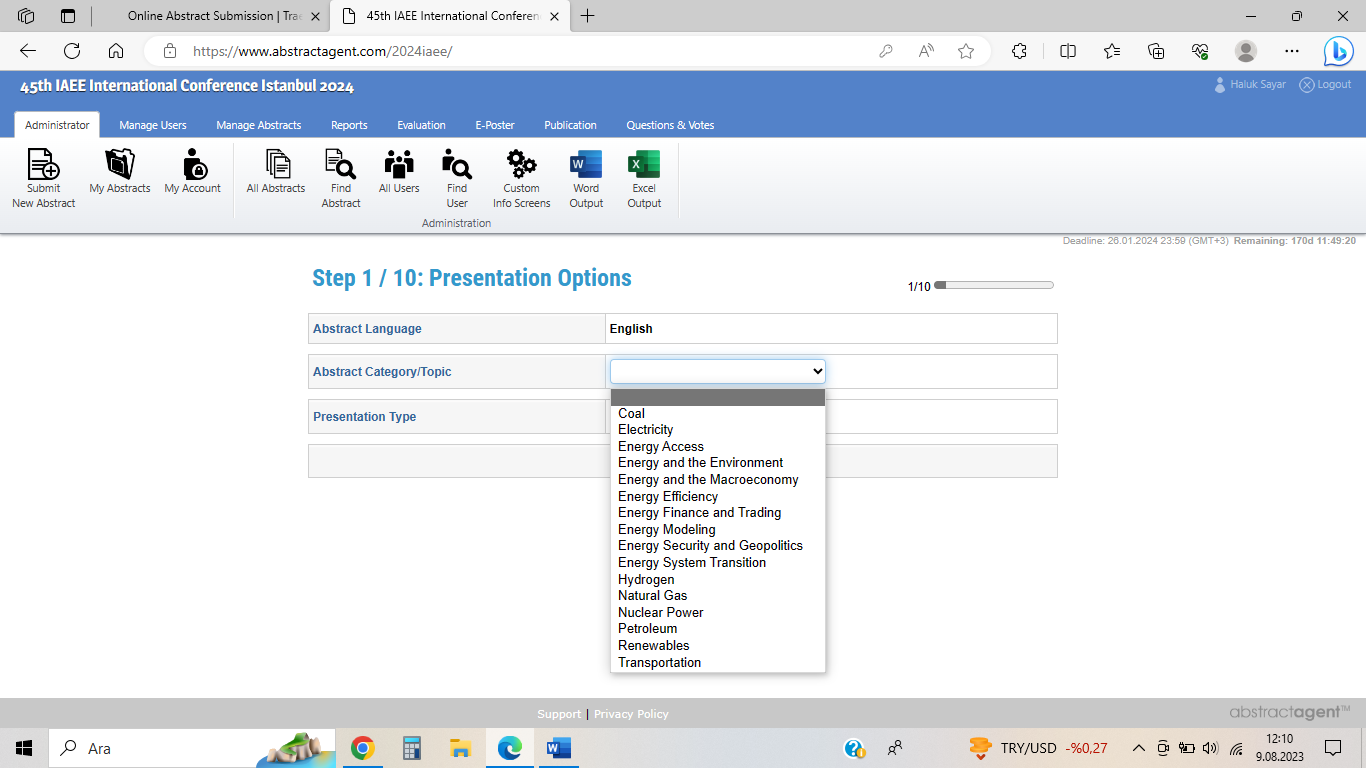 Online Abstract Submission | Trae
45th IAEE International Conferen
https://www.abstractagent.com/2024iaee/
45th IAEE International Conference Istanbul 2024
Haluk Sayar
Logout
Administrator
Manage Users
Manage Abstracts
Reports
Evaluation
E-Poster
Publication
Questions & Votes
Submit
New Abstract
My Abstracts
My Account
All Abstracts
Find
Abstract
All Users
Find
User
Custom
Info Screens
Word
Output
Excel
Output
Administration
Deadline: 26.01.2024 23:59 (GMT+3) Remaining: 170d 11:49:20
Step 1 / 10: Presentation Options
1/10
Abstract Language
English
Abstract Category/Topic
Presentation Type
Coal
Electricity
Energy Access
Energy and the Environment
Energy and the Macroeconomy
Energy Efficiency
Energy Finance and Trading
Energy Modeling
Energy Security and Geopolitics
Energy System Transition
Hydrogen
Natural Gas
Nuclear Power
Petroleum
Renewables
Transportation
Support | Privacy Policy
abstractagent™
Ara
TRY/USD -%0,27
12:10
9.08.2023